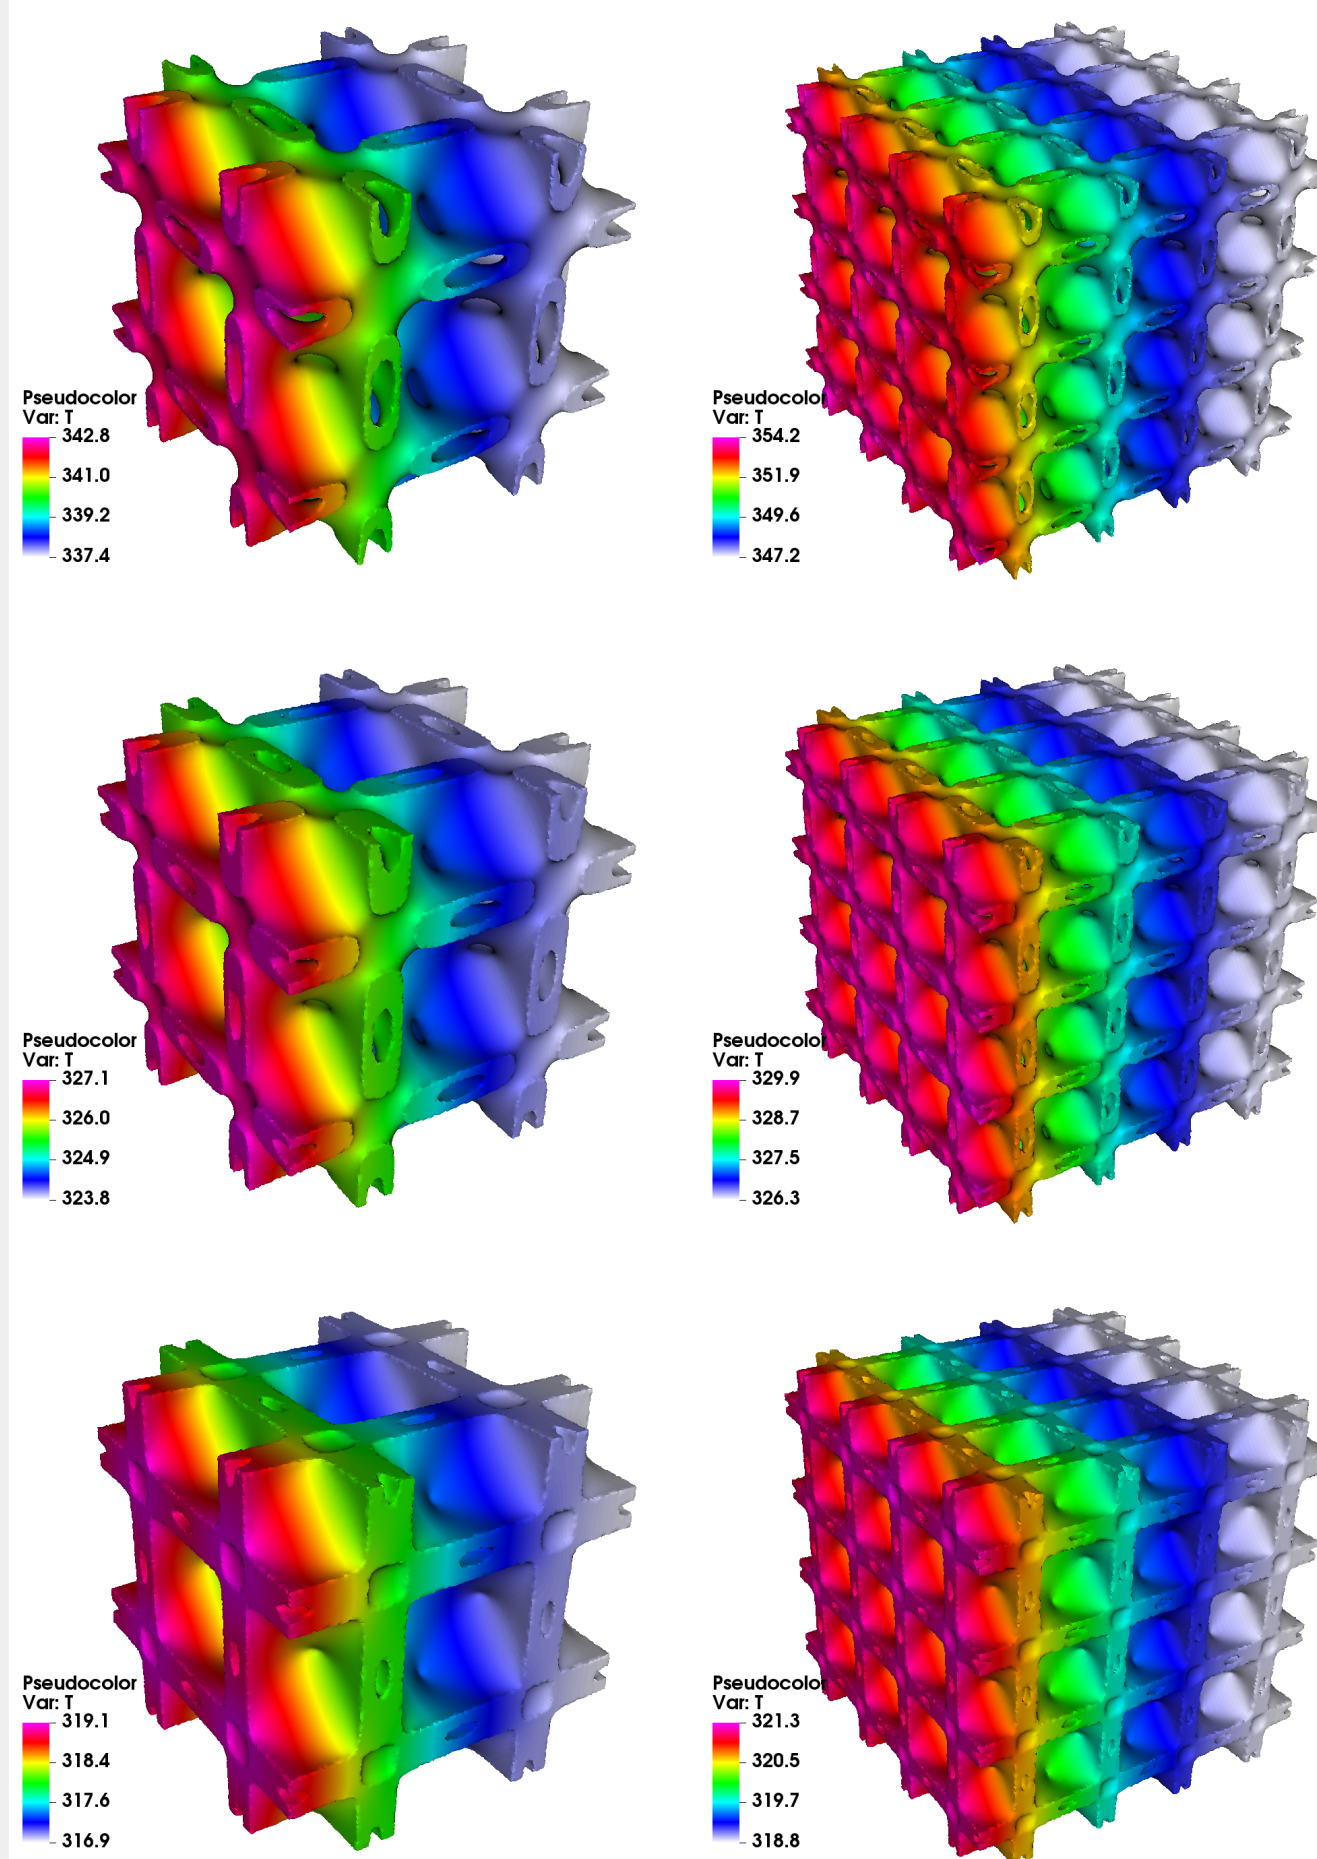 Pseudocolor
Var: T
342.8
341.0
339.2
337.4
Pseudocolor
Var: T
354.2
351.9
349.6
347.2
Pseudocolor
Var: T
327.1
326.0
324.9
323.8
Pseudocolor
Var: T
329.9
328.7
327.5
326.3
Pseudocolor
Var: T
319.1
318.4
317.6
316.9
Pseudocolor
Var: T
321.3
320.5
319.7
318.8